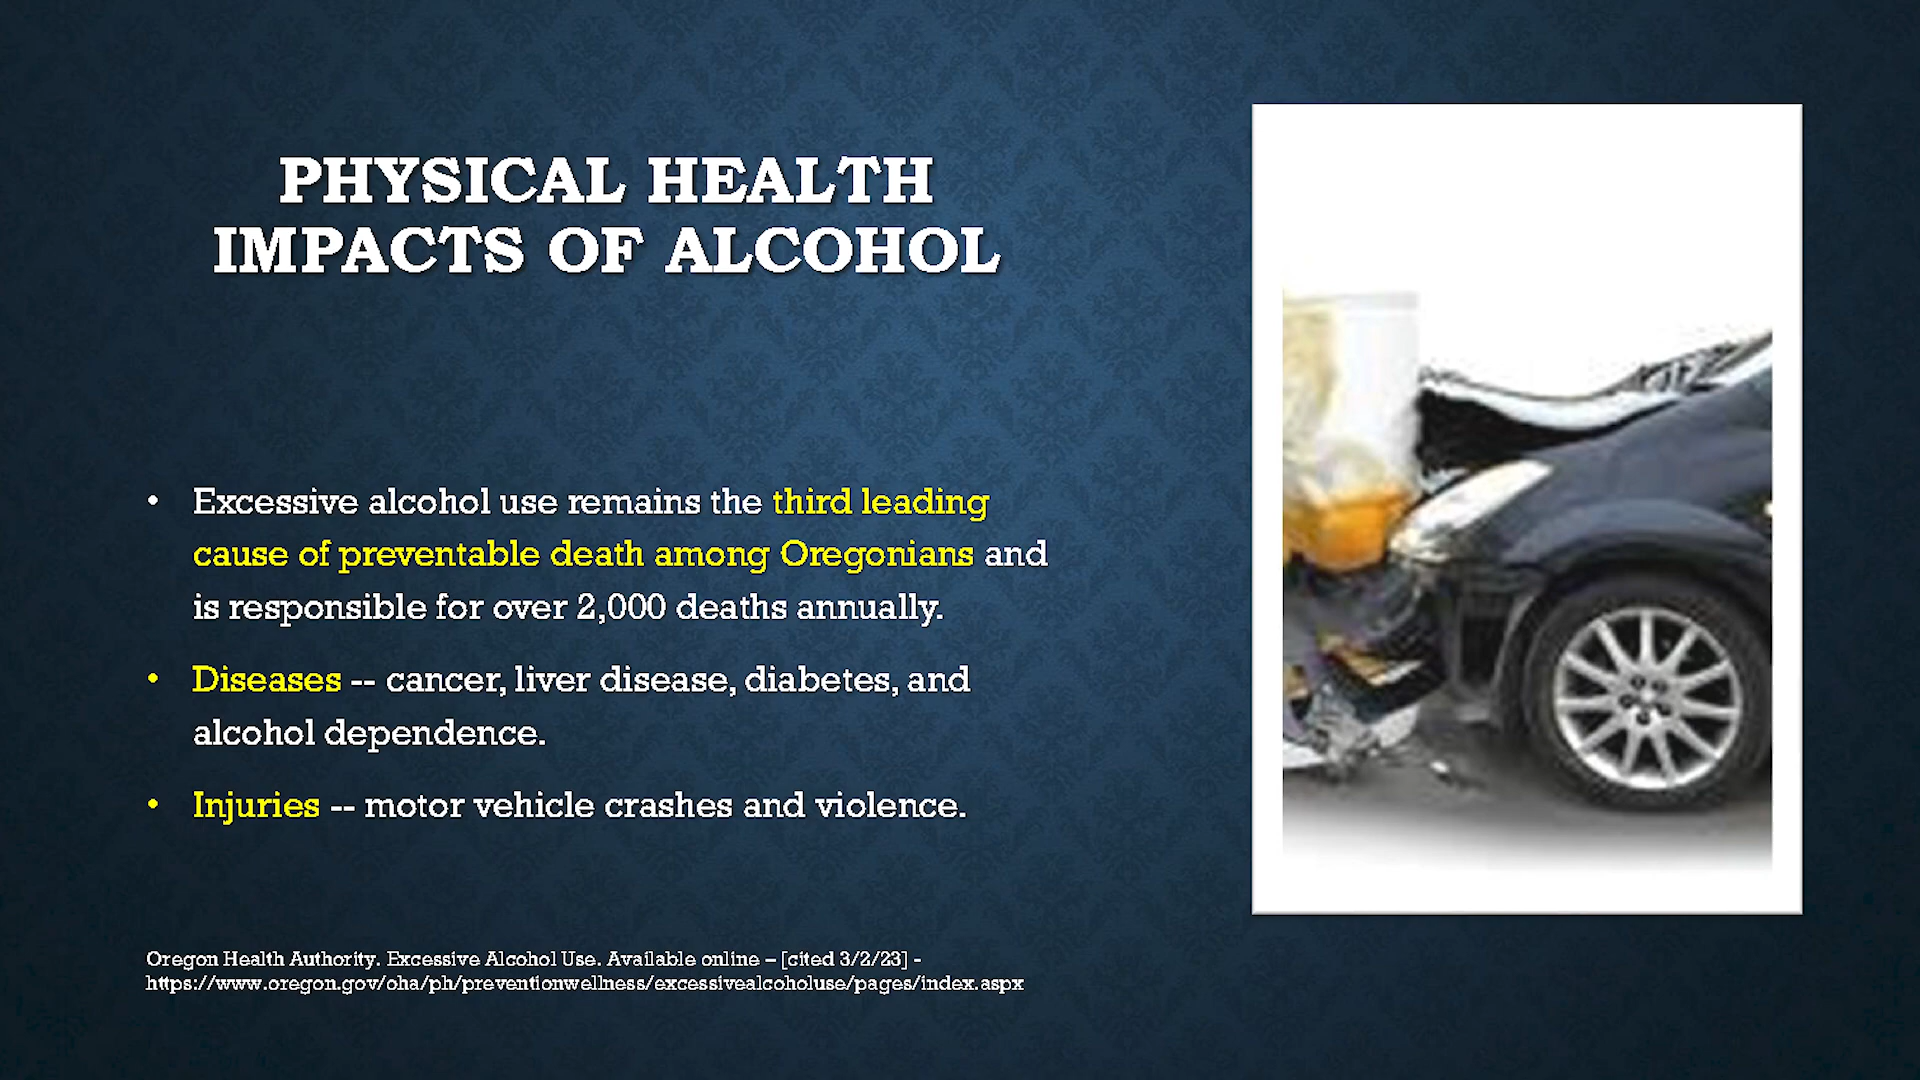 PHYSICAL HEALTH
IMPACTS OF ALCOHOL
• Excessive alcohol use remains the third leading
cause of preventable death among Oregonians and
is responsible for over 2,000 deaths annually.
• Diseases -- cancer, liver disease, diabetes, and
alcohol dependence.
• Injuries -- motor vehicle crashes and violence.
Oregon Health Authority. Excessive Alcohol Use. Available online – [cited 3/2/23] -
https://www.oregon.gov/oha/ph/preventionwellness/excessivealcoholuse/pages/index.aspx